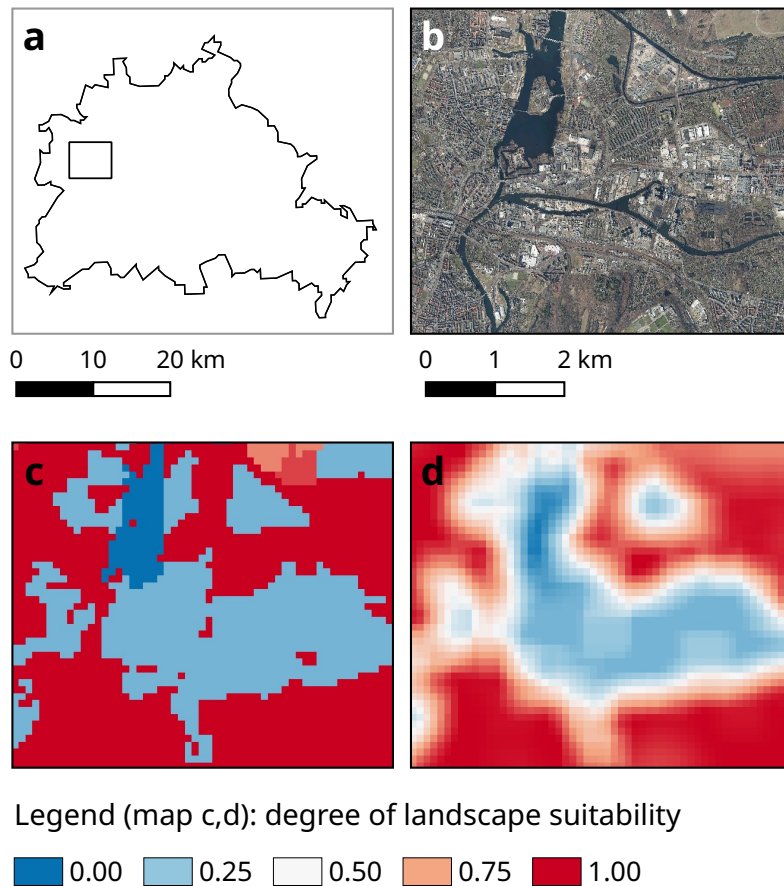 a
b
0 10 20 km
0 1 2 km
c
d
Legend (map c,d): degree of landscape suitability
0.00 0.25 0.50 0.75 1.00